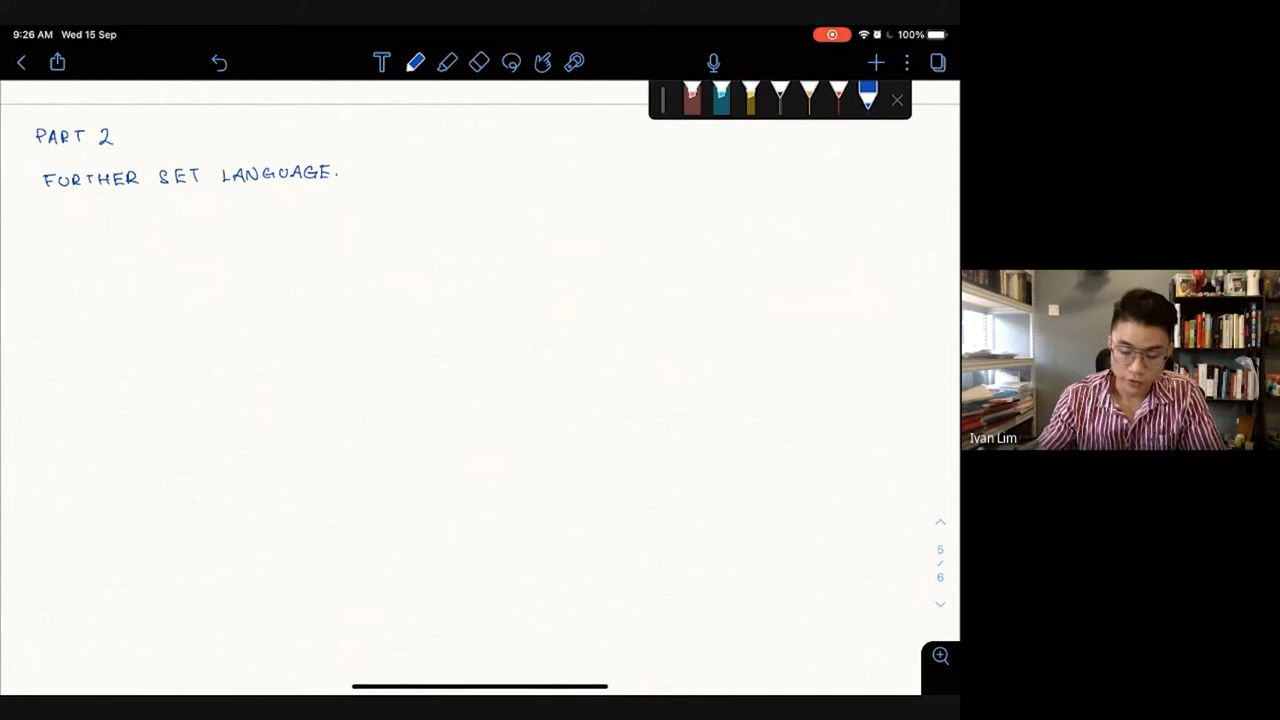 9:26 AM Wed 15 Sep
100%
PART 2
FURTHER SET LANGUAGE.
Ivan Lim
5
/
6